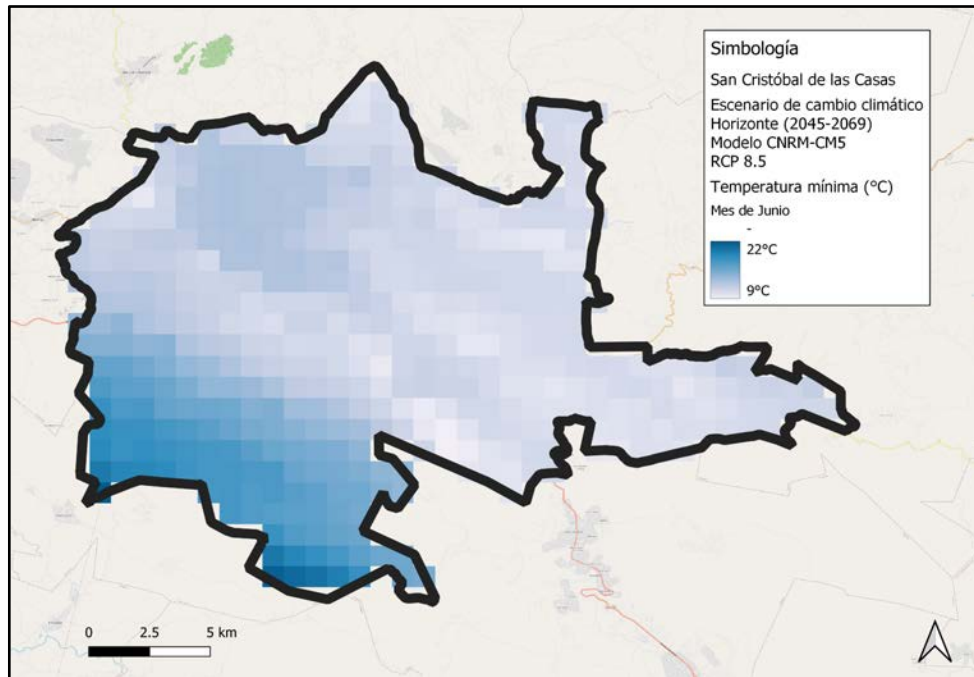 Simbología
San Cristóbal de las Casas
Escenario de cambio climático
Horizonte (2045-2069)
Modelo CNRM-CM5
RCP 8.5
Temperatura mínima (°C)
Mes de Junio
-
22°C
9°C
0 2.5 5 km